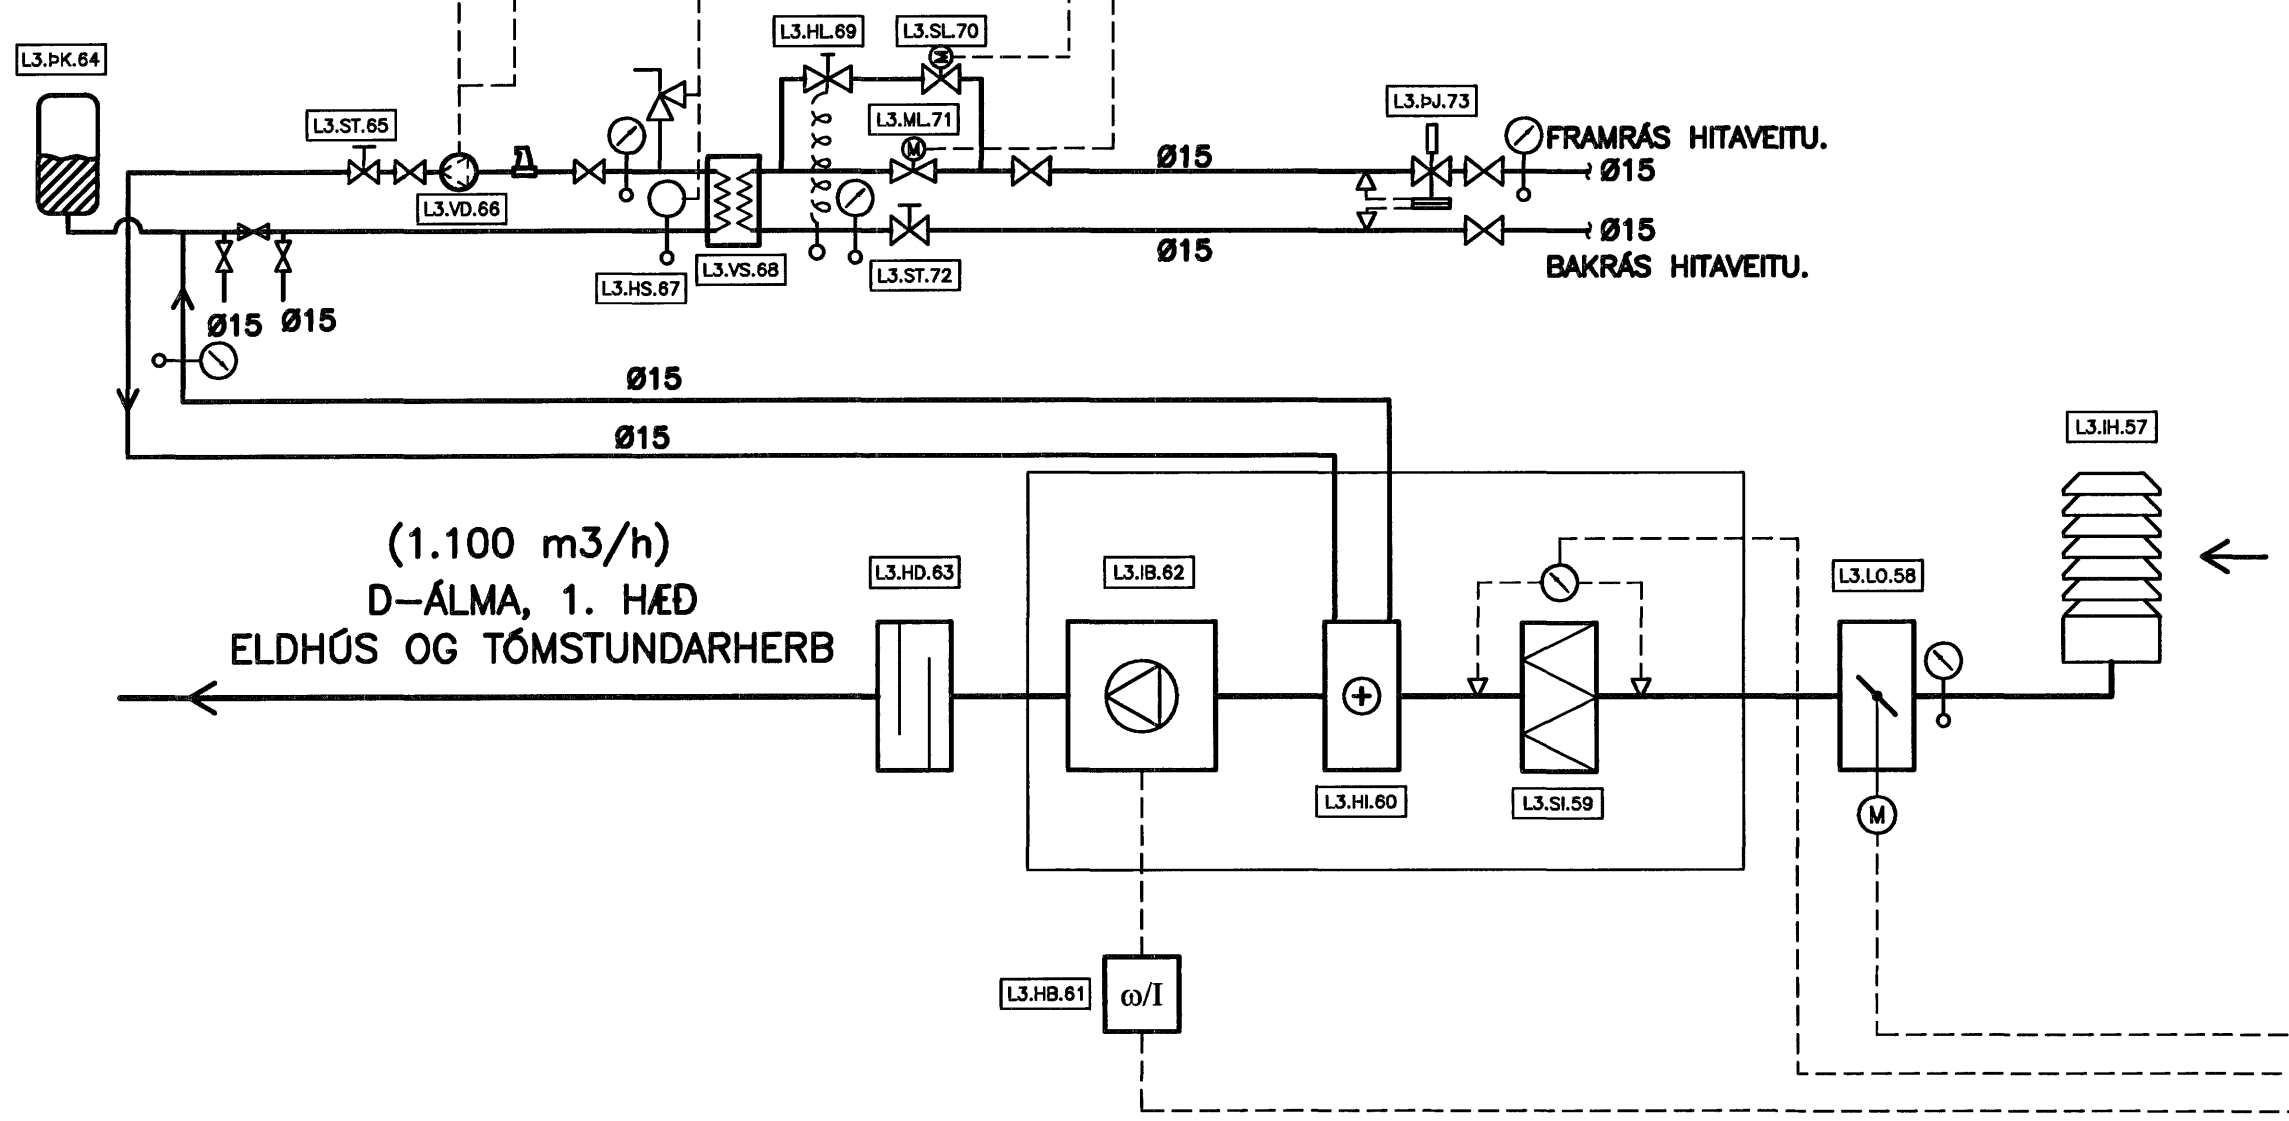 L3.HL.69
L3.SL.70
L3.ÞK.64
M
L3.ÞJ.73
L3.ST.65
L3.ML.71
FRAMRÁS HITAVEITU.
M
Ø15
Ø15
L3.VD.66
Ø15
Ø15
L3.VS.68
L3.ST.72
BAKRÁS HITAVEITU.
L3.HS.67
Ø15
Ø15
Ø15
Ø15
L3.IH.57
(1.100 m3/h)
D-ÁLMA, 1. HÆÐ
ELDHÚS OG TÓMSTUNDARHERB
L3.HD.63
L3.IB.62
L3.LO.58
+
L3.HI.60
L3.SI.59
M
L3.HB.61
ω/I